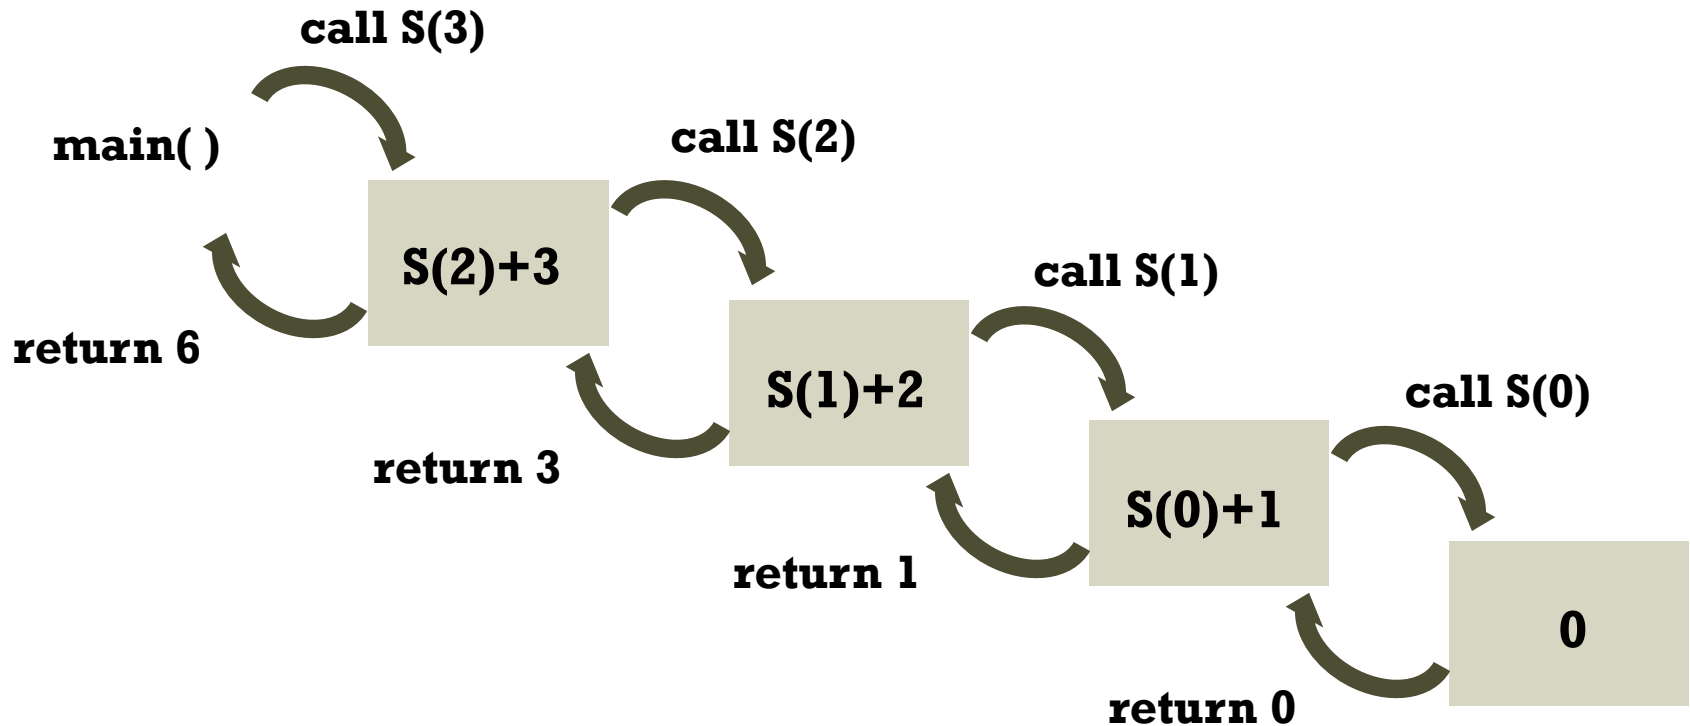 call S(3)
main( )
call S(2)
S(2)+3
call S(1)
return 6
S(1)+2
call S(0)
return 3
S(0)+1
return 1
0
return 0